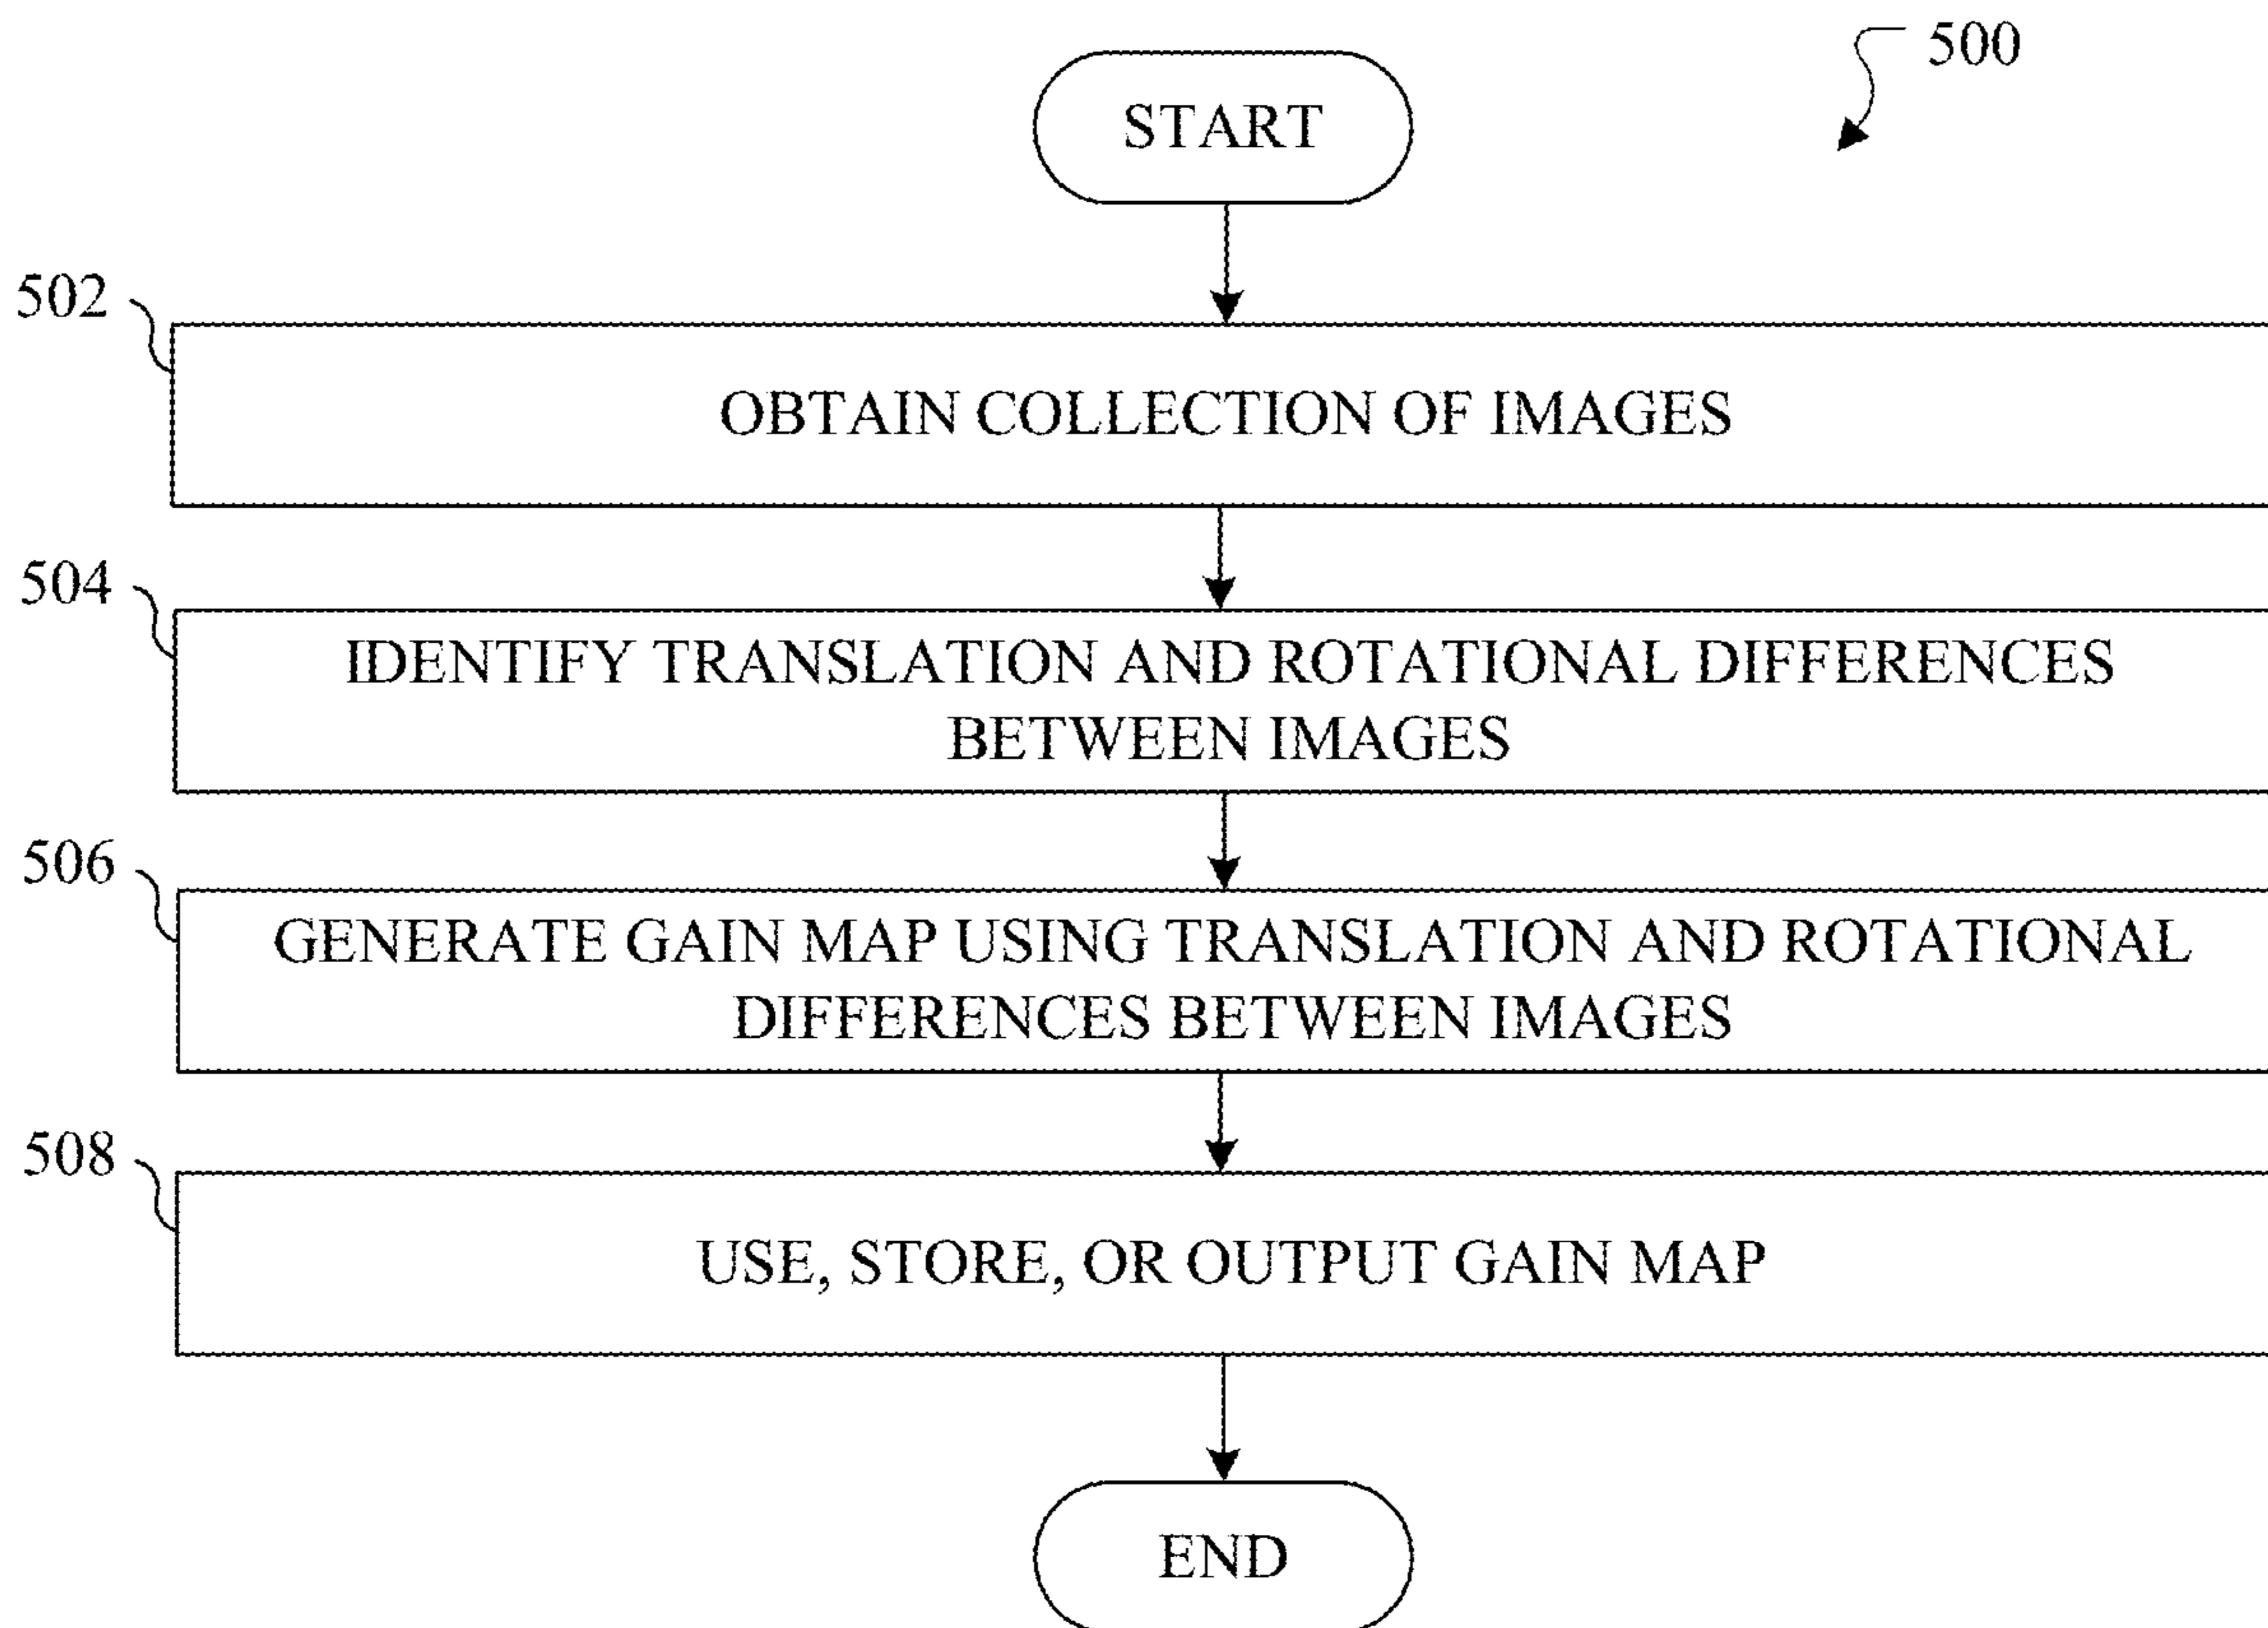 500
START
502
OBTAIN COLLECTION OF IMAGES
504
IDENTIFY TRANSLATION AND ROTATIONAL DIFFERENCES
BETWEEN IMAGES
506
GENERATE GAIN MAP USING TRANSLATION AND ROTATIONAL
DIFFERENCES BETWEEN IMAGES
508
USE, STORE, OR OUTPUT GAIN MAP
END